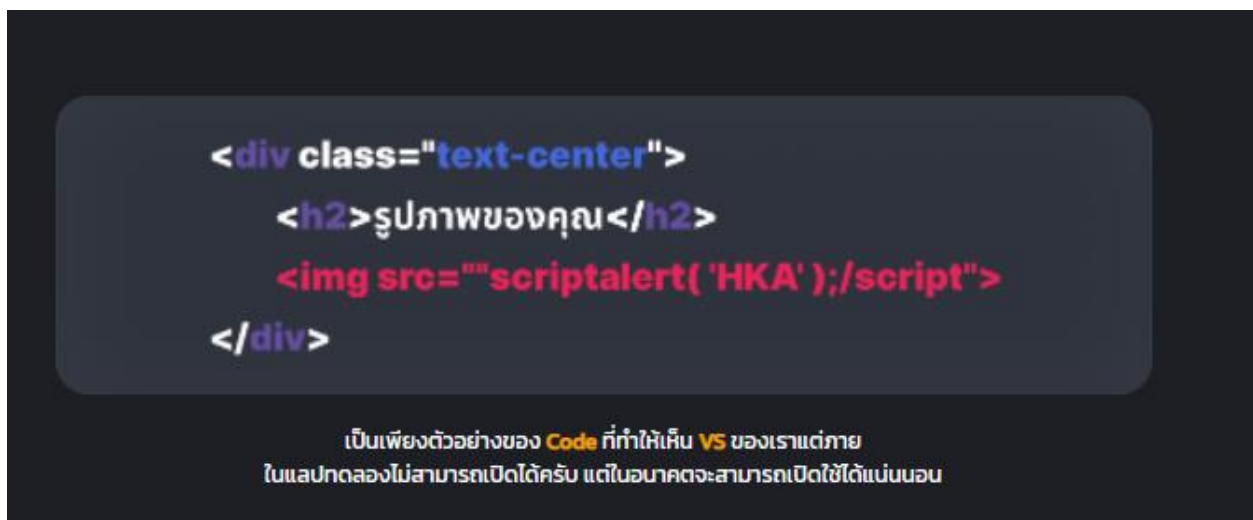 <div class="text-center">
<h2>รูปภาพของคุณ</h2>
<img src=""scriptalert( 'HKA' );/script">
</div>
เป็นเพียงตัวอย่างของ Code ที่ทำให้เห็น VS ของเราแต่ภาย
ในแลปทดลองไม่สามารถเปิดได้ครับ แต่ในอนาคตจะสามารถเปิดใช้ได้แน่นนอน